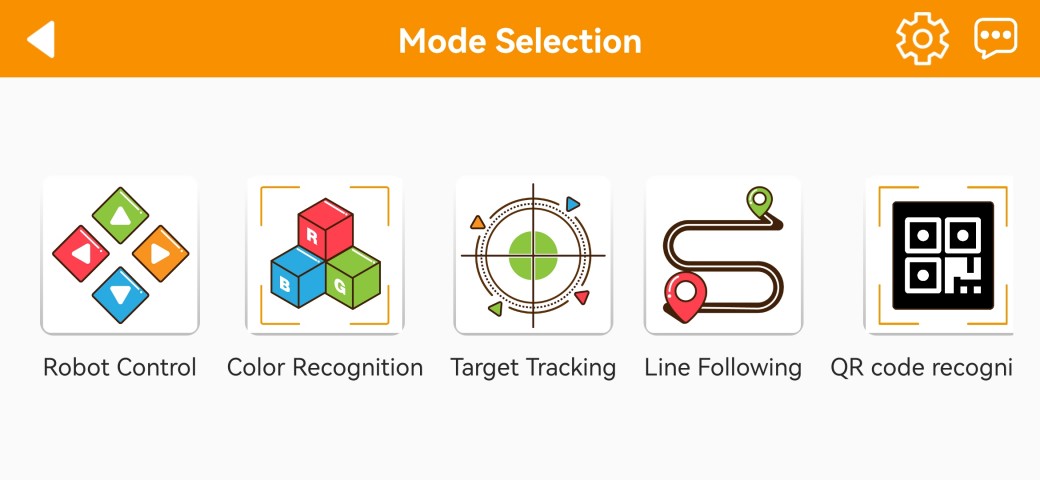 Mode Selection
R
B
G
Robot Control
Color Recognition
Target Tracking
Line Following
QR code recogni